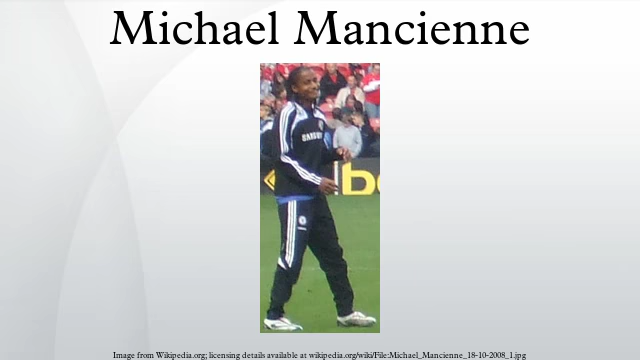 Michael Mancienne
SAMSUNG
b
Image from Wikipedia.org; licensing details available at wikipedia.org/wiki/File:Michael_Mancienne_18-10-2008_1.jpg